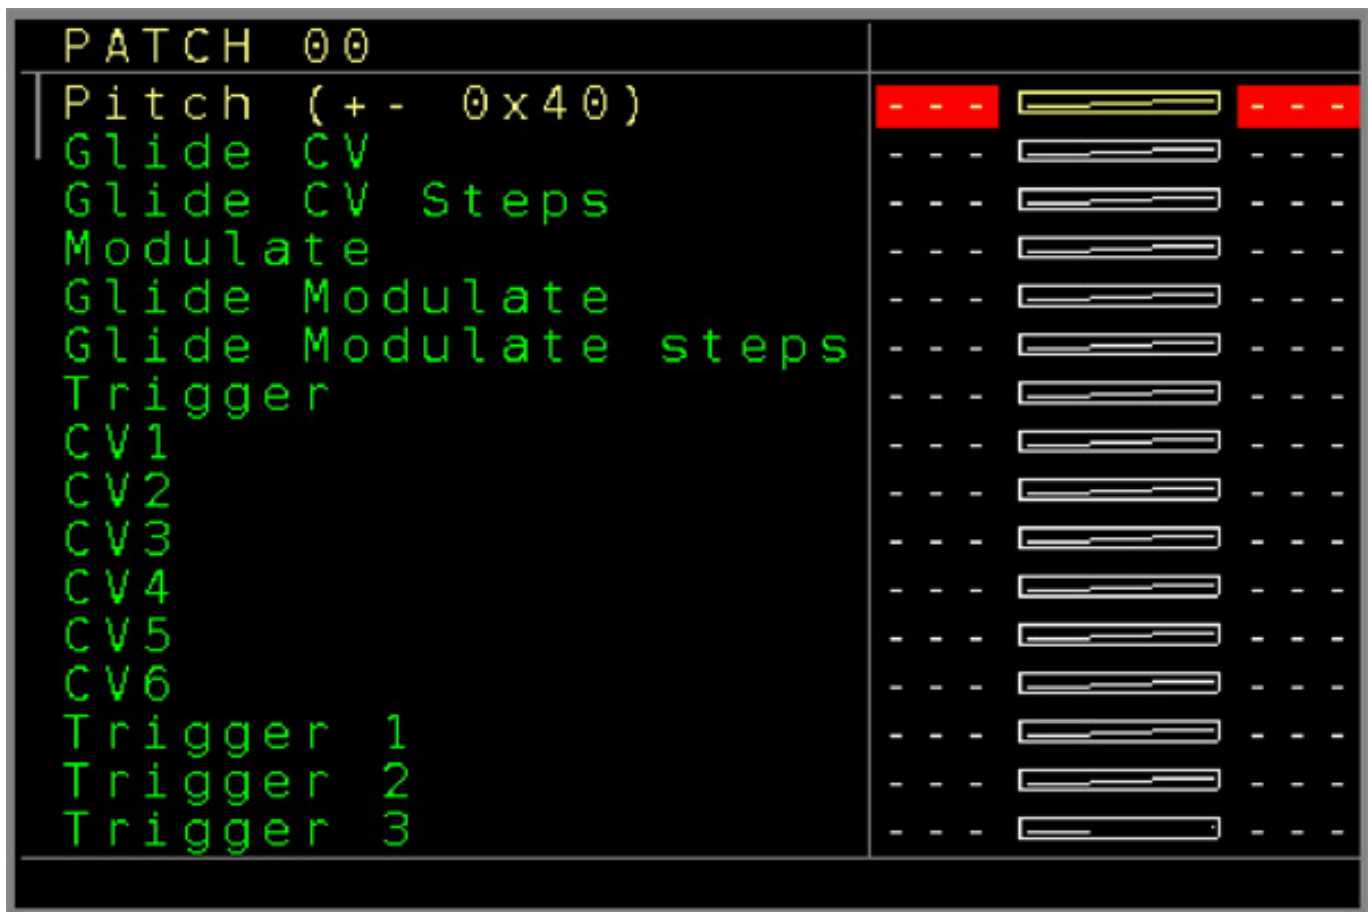 PATCH 00
Pitch (+- 0x40) --- ---
Glide CV --- ---
Glide CV Steps --- ---
Modulate --- ---
Glide Modulate --- ---
Glide Modulate steps --- ---
Trigger --- ---
CV1 --- ---
CV2 --- ---
CV3 --- ---
CV4 --- ---
CV5 --- ---
CV6 --- ---
Trigger 1 --- ---
Trigger 2 --- ---
Trigger 3 --- ---